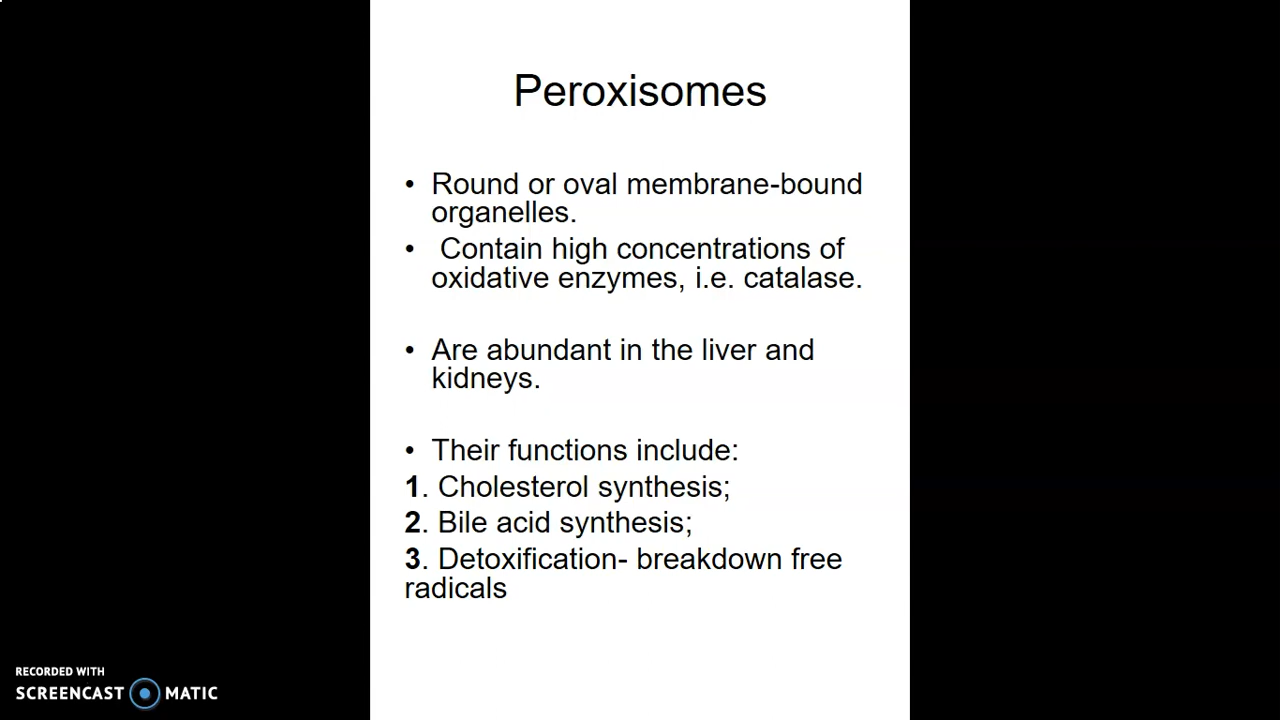 Peroxisomes
• Round or oval membrane-bound
organelles.
• Contain high concentrations of
oxidative enzymes, i.e. catalase.
• Are abundant in the liver and
kidneys.
• Their functions include:
1. Cholesterol synthesis;
2. Bile acid synthesis;
3. Detoxification- breakdown free
radicals
RECORDED WITH
SCREENCAST MATIC